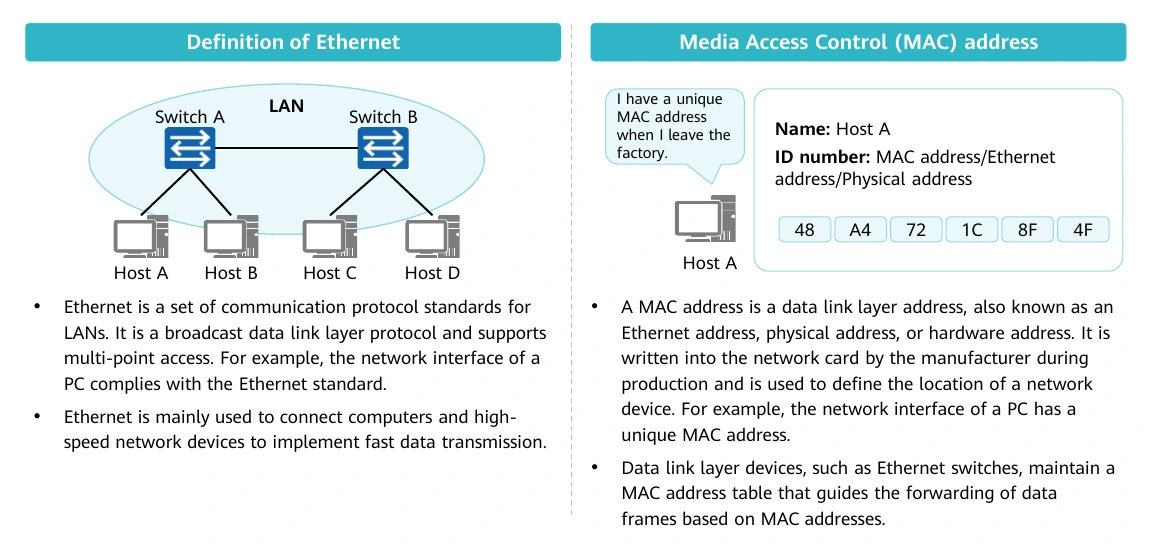 Definition of Ethernet
LAN
Switch A
Switch B
Host A
Host B
Host C
Host D
• Ethernet is a set of communication protocol standards for
LANs. It is a broadcast data link layer protocol and supports
multi-point access. For example, the network interface of a
PC complies with the Ethernet standard.
• Ethernet is mainly used to connect computers and high-
speed network devices to implement fast data transmission.
Media Access Control (MAC) address
I have a unique
MAC address
when I leave the
factory.
Host A
Name: Host A
ID number: MAC address/Ethernet
address/Physical address
48 A4 72 1C 8F 4F
• A MAC address is a data link layer address, also known as an
Ethernet address, physical address, or hardware address. It is
written into the network card by the manufacturer during
production and is used to define the location of a network
device. For example, the network interface of a PC has a
unique MAC address.
• Data link layer devices, such as Ethernet switches, maintain a
MAC address table that guides the forwarding of data
frames based on MAC addresses.